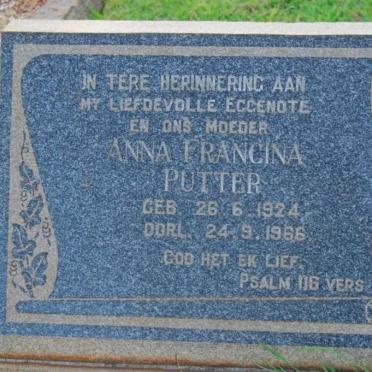 IN TERE HERINNERING AAN
MY LIEFDEVOLLE EGGENOTE
EN ONS MOEDER
ANNA FRANCINA
PUTTER
GEB. 26.6.1924
OORL. 24.9.1966
GOD HET EK LIEF.
PSALM 116 VERS